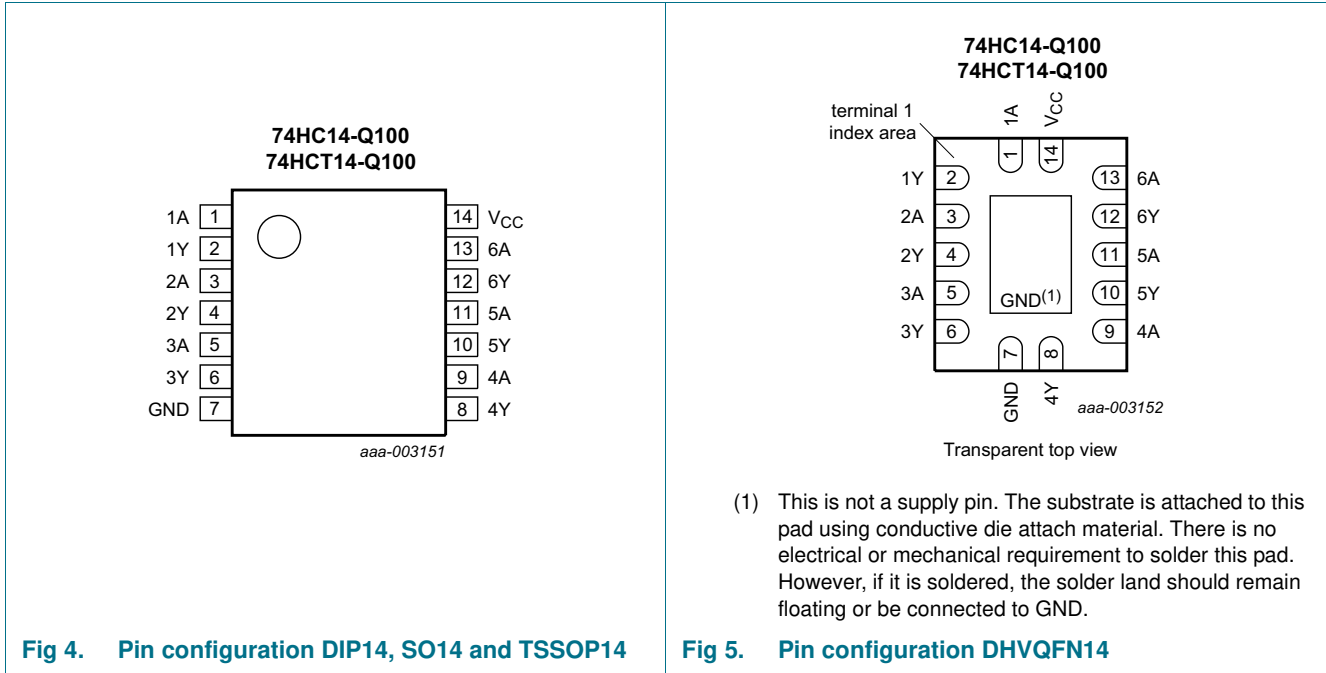 74HC14-Q100
74HCT14-Q100
1A 1
14 VCC
1Y 2
13 6A
2A 3
12 6Y
2Y 4
11 5A
3A 5
10 5Y
3Y 6
9 4A
GND 7
8 4Y
aaa-003151
Fig 4. Pin configuration DIP14, SO14 and TSSOP14
74HC14-Q100
74HCT14-Q100
terminal 1
index area
1A
VCC
1
14
1Y 2
13 6A
2A 3
12 6Y
2Y 4
11 5A
3A 5
10 5Y
GND(1)
3Y 6
9 4A
7
8
GND
4Y
aaa-003152
Transparent top view
(1) This is not a supply pin. The substrate is attached to this
pad using conductive die attach material. There is no
electrical or mechanical requirement to solder this pad.
However, if it is soldered, the solder land should remain
floating or be connected to GND.
Fig 5. Pin configuration DHVQFN14